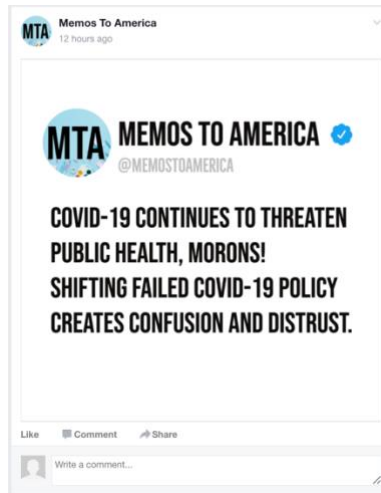 MTA
Memos To America
12 hours ago
MTA
MEMOS TO AMERICA
@MEMOSTOAMERICA
COVID-19 CONTINUES TO THREATEN
PUBLIC HEALTH, MORONS!
SHIFTING FAILED COVID-19 POLICY
CREATES CONFUSION AND DISTRUST.
Like Comment Share
Write a comment...